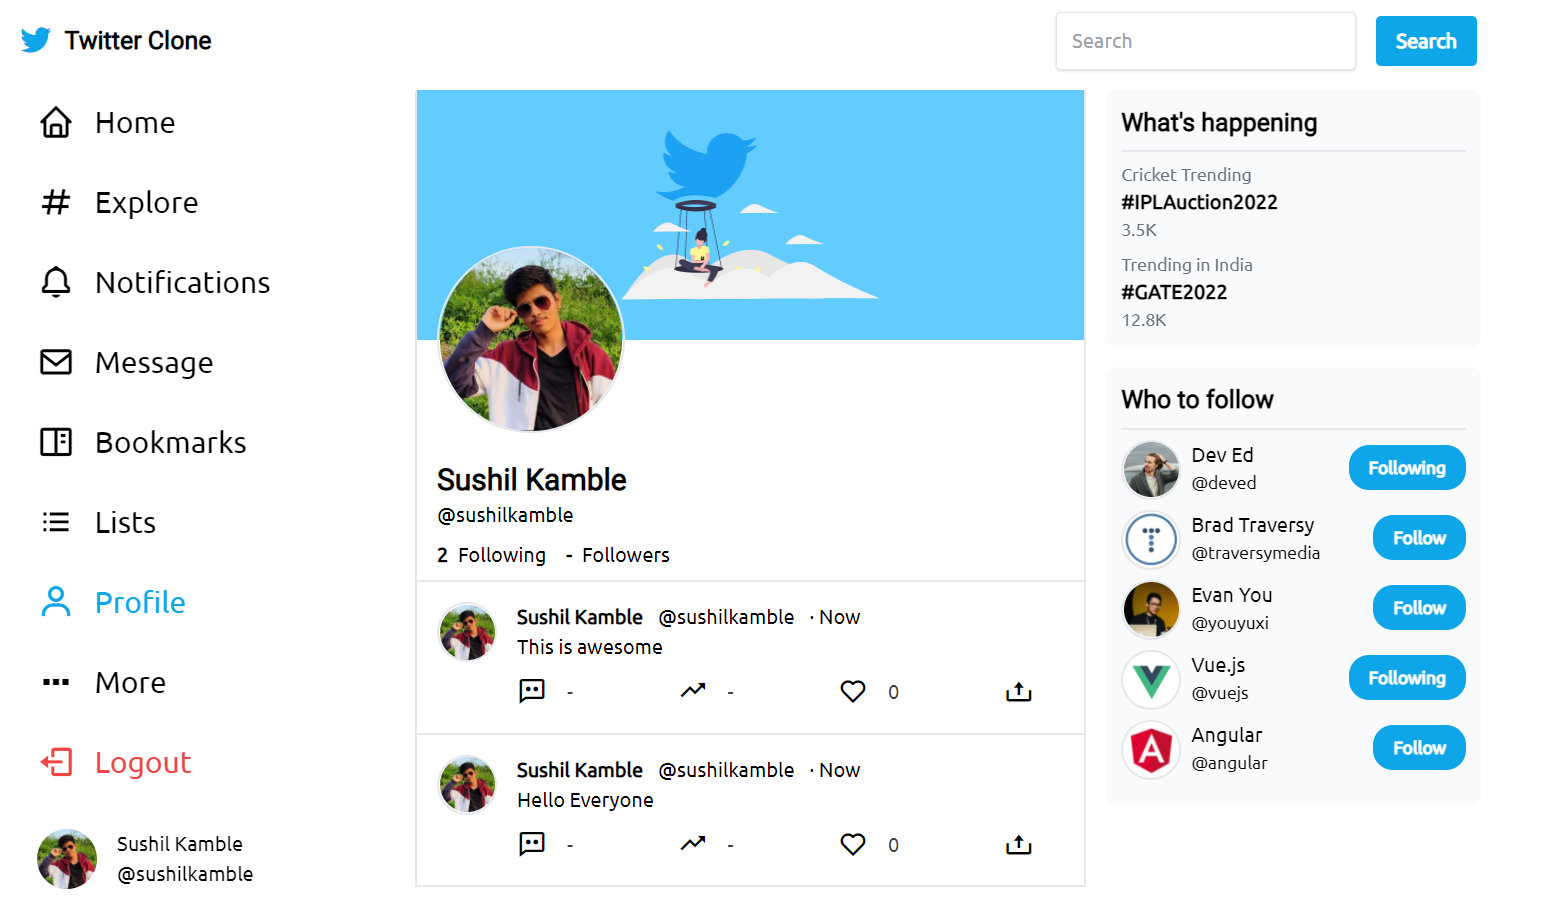 Twitter Clone
Search
Search
Home
Explore
Notifications
Message
Bookmarks
Lists
Profile
More
Logout
Sushil Kamble
@sushilkamble
Sushil Kamble
@sushilkamble
2 Following - Followers
Sushil Kamble @sushilkamble · Now
This is awesome
- - 0
Sushil Kamble @sushilkamble · Now
Hello Everyone
- - 0
What's happening
Cricket Trending
#IPLAuction2022
3.5K
Trending in India
#GATE2022
12.8K
Who to follow
Dev Ed
@deved
Following
Brad Traversy
@traversymedia
Follow
Evan You
@youyuxi
Follow
Vue.js
@vuejs
Following
Angular
@angular
Follow